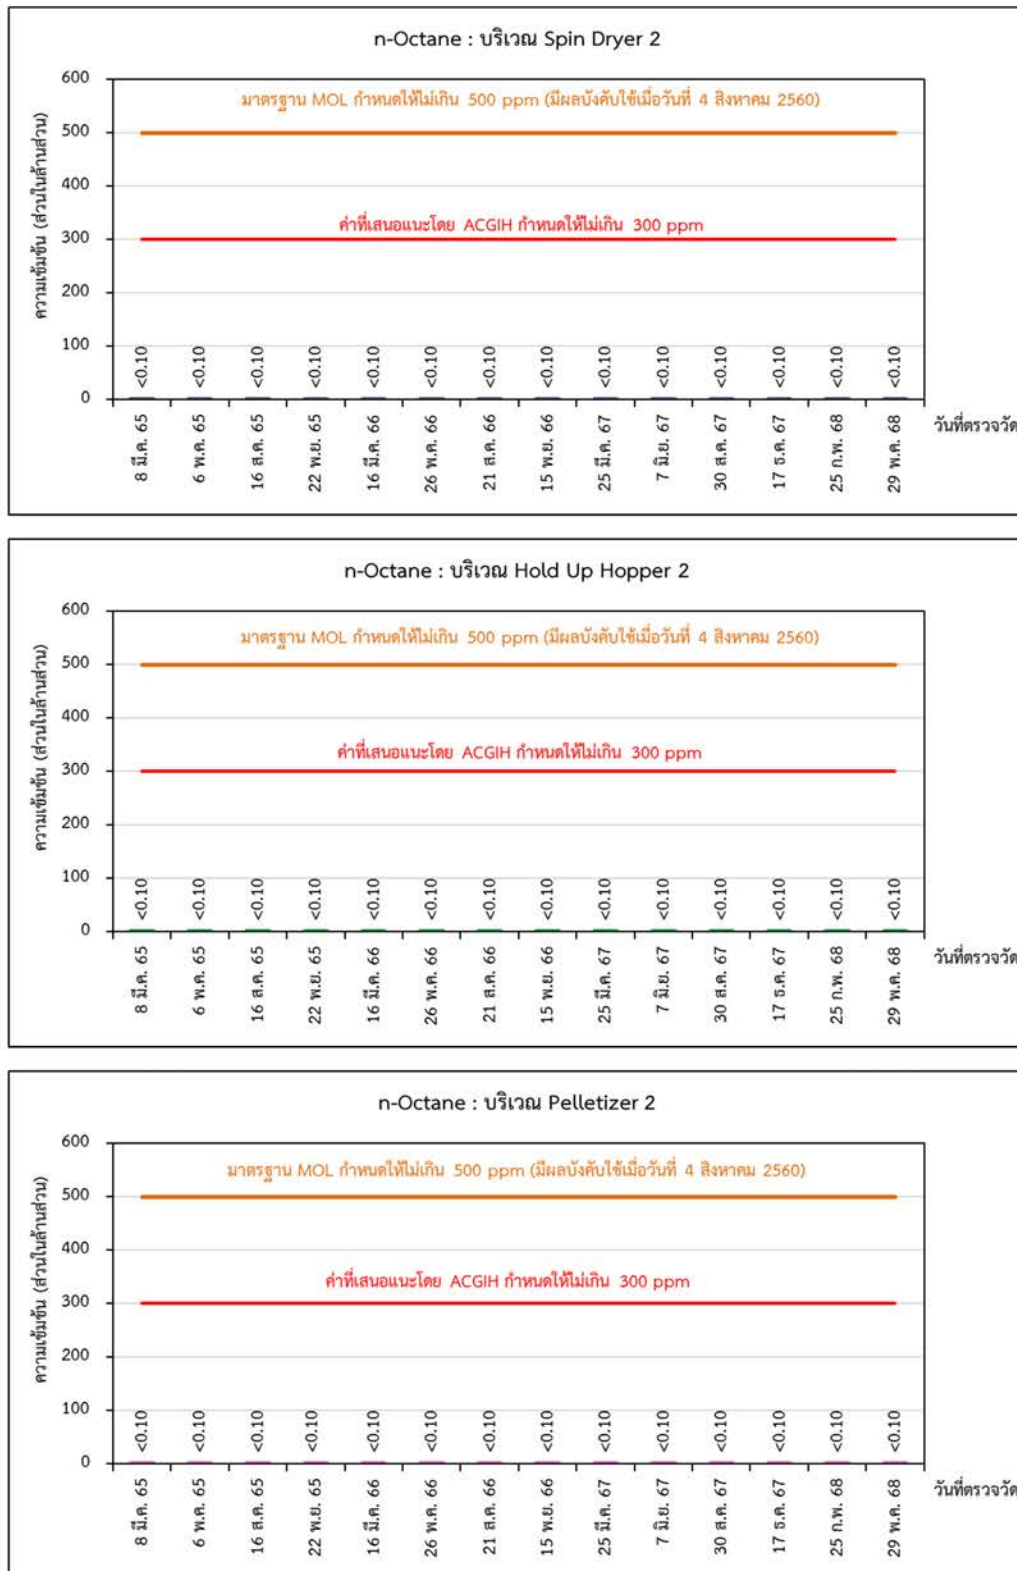 n-Octane : บริเวณ Spin Dryer 2
ความเข้มข้น (ส่วนในล้านส่วน)
600
500
400
300
200
100
0
มาตรฐาน MOL กำหนดให้ไม่เกิน 500 ppm (มีผลบังคับใช้เมื่อวันที่ 4 สิงหาคม 2560)
ค่าที่เสนอแนะโดย ACGIH กำหนดให้ไม่เกิน 300 ppm
<0.10 <0.10 <0.10 <0.10 <0.10 <0.10 <0.10 <0.10 <0.10 <0.10 <0.10 <0.10 <0.10 <0.10
8 มี.ค. 65
6 พ.ค. 65
16 ส.ค. 65
22 พ.ย. 65
16 มี.ค. 66
26 พ.ค. 66
21 ส.ค. 66
15 พ.ย. 66
25 มี.ค. 67
7 มิ.ย. 67
30 ส.ค. 67
17 ธ.ค. 67
25 ก.พ. 68
29 พ.ค. 68
วันที่ตรวจวัด
n-Octane : บริเวณ Hold Up Hopper 2
ความเข้มข้น (ส่วนในล้านส่วน)
600
500
400
300
200
100
0
มาตรฐาน MOL กำหนดให้ไม่เกิน 500 ppm (มีผลบังคับใช้เมื่อวันที่ 4 สิงหาคม 2560)
ค่าที่เสนอแนะโดย ACGIH กำหนดให้ไม่เกิน 300 ppm
<0.10 <0.10 <0.10 <0.10 <0.10 <0.10 <0.10 <0.10 <0.10 <0.10 <0.10 <0.10 <0.10 <0.10
8 มี.ค. 65
6 พ.ค. 65
16 ส.ค. 65
22 พ.ย. 65
16 มี.ค. 66
26 พ.ค. 66
21 ส.ค. 66
15 พ.ย. 66
25 มี.ค. 67
7 มิ.ย. 67
30 ส.ค. 67
17 ธ.ค. 67
25 ก.พ. 68
29 พ.ค. 68
วันที่ตรวจวัด
n-Octane : บริเวณ Pelletizer 2
ความเข้มข้น (ส่วนในล้านส่วน)
600
500
400
300
200
100
0
มาตรฐาน MOL กำหนดให้ไม่เกิน 500 ppm (มีผลบังคับใช้เมื่อวันที่ 4 สิงหาคม 2560)
ค่าที่เสนอแนะโดย ACGIH กำหนดให้ไม่เกิน 300 ppm
<0.10 <0.10 <0.10 <0.10 <0.10 <0.10 <0.10 <0.10 <0.10 <0.10 <0.10 <0.10 <0.10 <0.10
8 มี.ค. 65
6 พ.ค. 65
16 ส.ค. 65
22 พ.ย. 65
16 มี.ค. 66
26 พ.ค. 66
21 ส.ค. 66
15 พ.ย. 66
25 มี.ค. 67
7 มิ.ย. 67
30 ส.ค. 67
17 ธ.ค. 67
25 ก.พ. 68
29 พ.ค. 68
วันที่ตรวจวัด